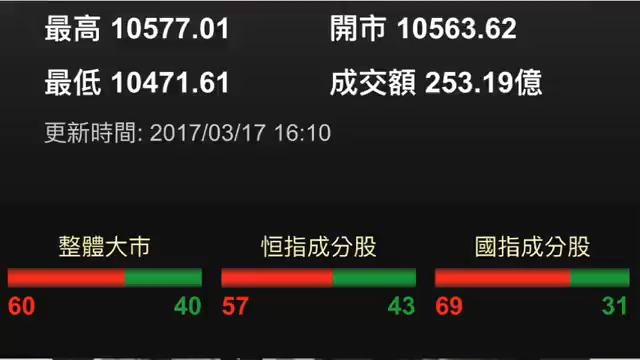 最高 10577.01 開市 10563.62
最低 10471.61 成交額 253.19億
更新時間: 2017/03/17 16:10
整體大市 恒指成分股 國指成分股
60 40 57 43 69 31